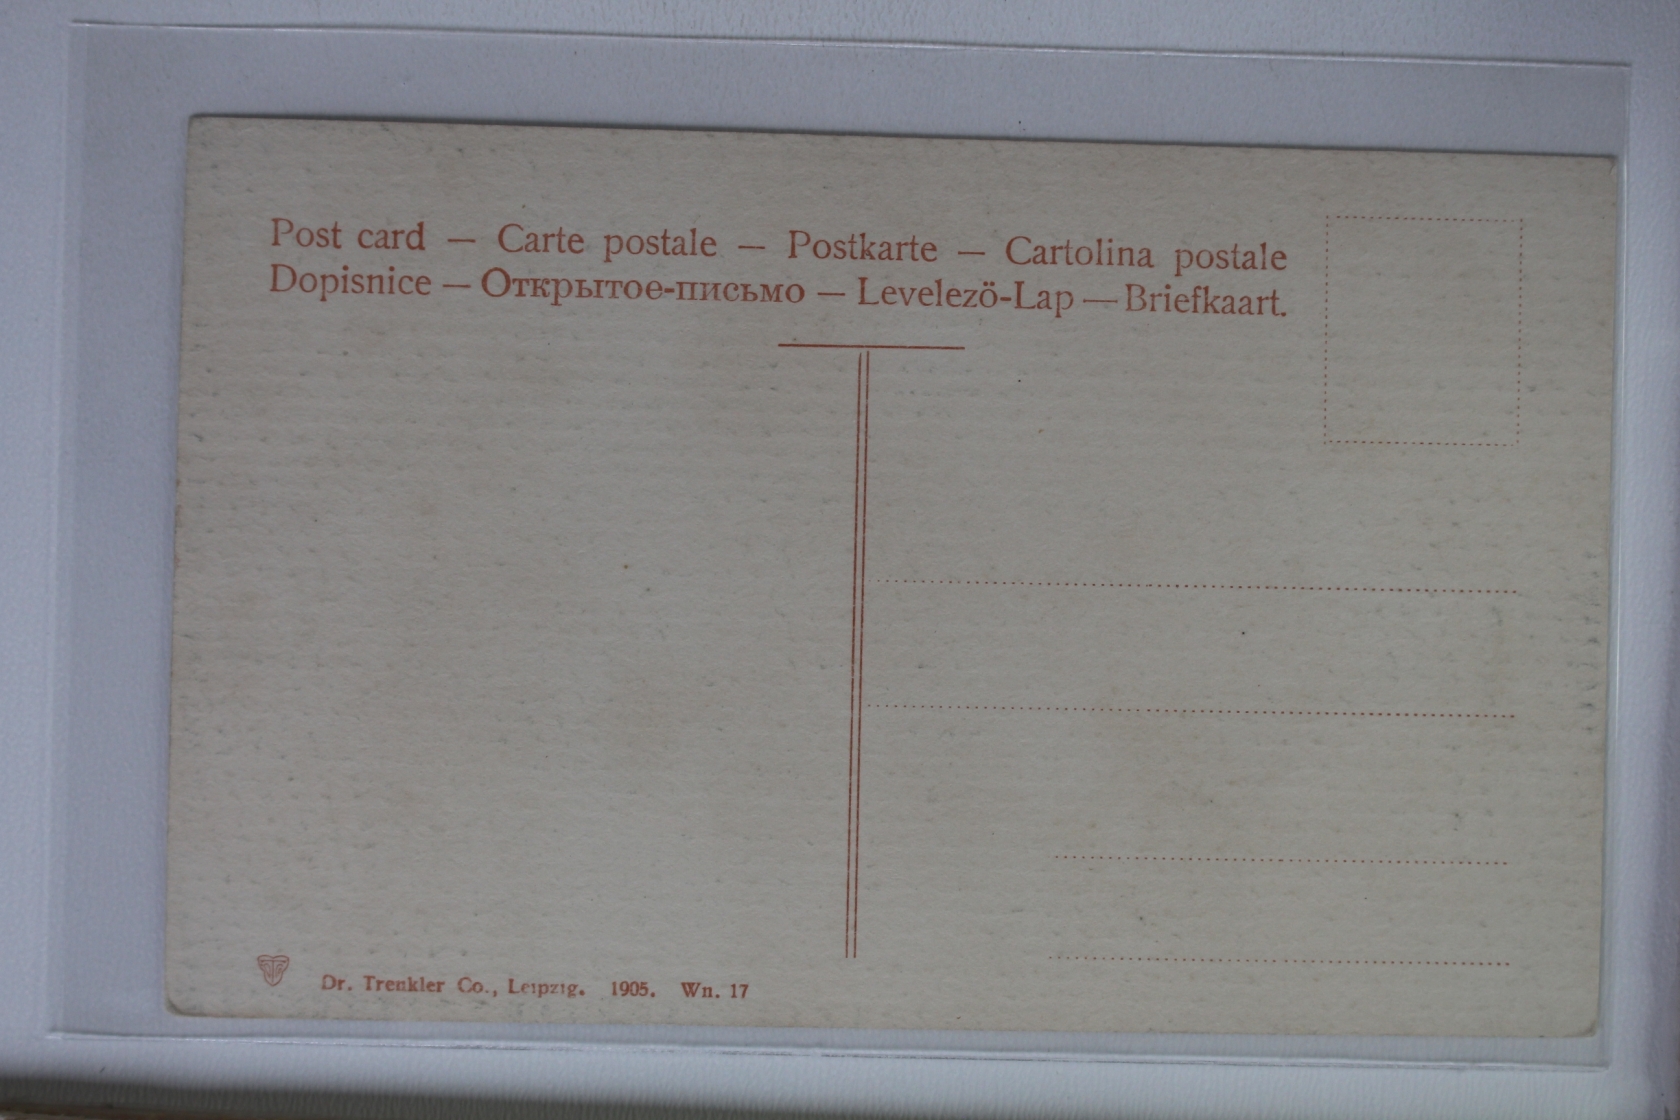 Post card — Carte postale — Postkarte — Cartolina postale
Dopisnice — Открытое-письмо — Levelezö-Lap — Briefkaart.
Dr. Trenkler Co., Leipzig. 1905. Wn. 17